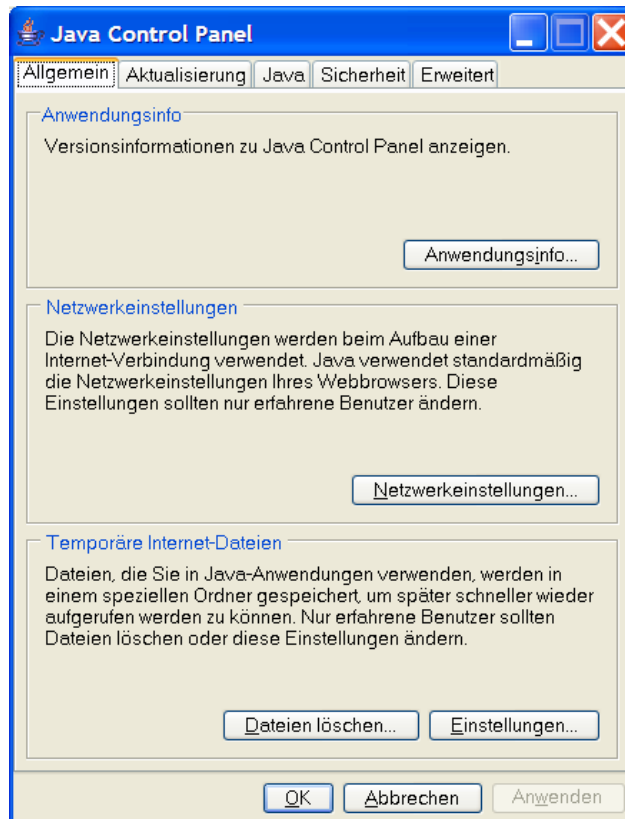 Java Control Panel
Allgemein Aktualisierung Java Sicherheit Erweitert
Anwendungsinfo
Versionsinformationen zu Java Control Panel anzeigen.
Anwendungsinfo...
Netzwerkeinstellungen
Die Netzwerkeinstellungen werden beim Aufbau einer
Internet-Verbindung verwendet. Java verwendet standardmäßig
die Netzwerkeinstellungen Ihres Webbrowsers. Diese
Einstellungen sollten nur erfahrene Benutzer ändern.
Netzwerkeinstellungen...
Temporäre Internet-Dateien
Dateien, die Sie in Java-Anwendungen verwenden, werden in
einem speziellen Ordner gespeichert, um später schneller wieder
aufgerufen werden zu können. Nur erfahrene Benutzer sollten
Dateien löschen oder diese Einstellungen ändern.
Dateien löschen... Einstellungen...
OK Abbrechen Anwenden